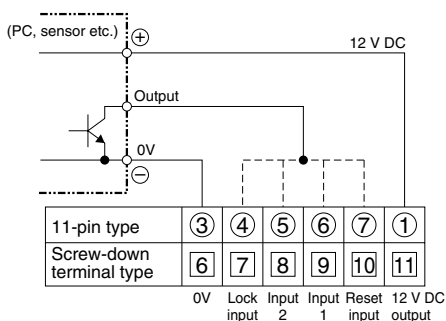 (PC, sensor etc.)
⊕
12 V DC
Output
0V
⊖
11-pin type ③ ④ ⑤ ⑥ ⑦ ①
Screw-down terminal type 6 7 8 9 10 11
0V Lock input Input 2 Input 1 Reset input 12 V DC output